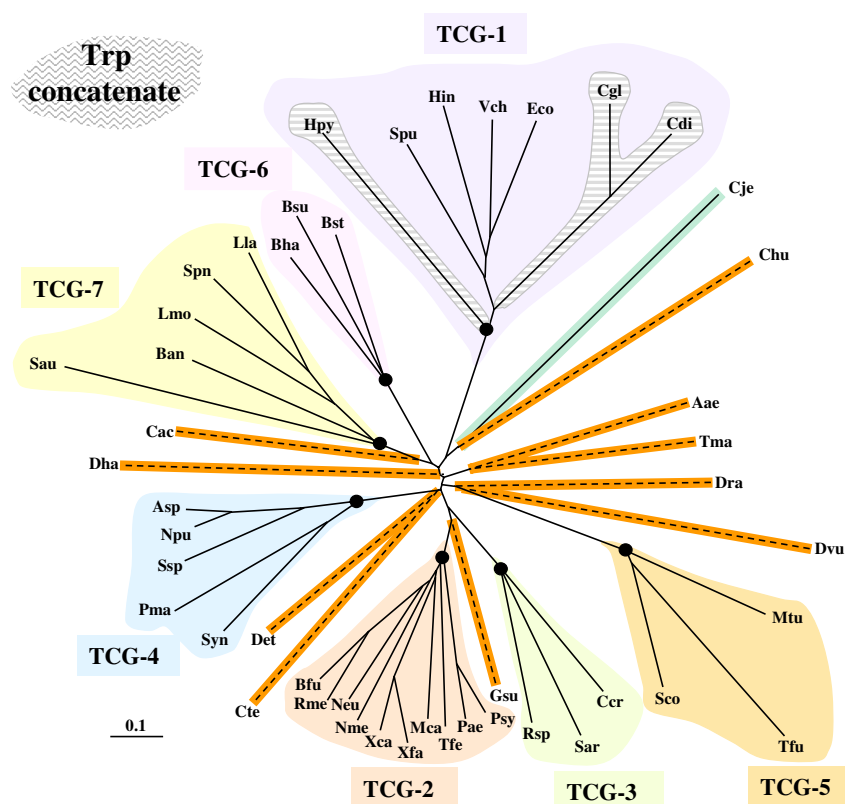 TCG-1
Trp
concatenate
Hpy
Spu
Hin
Vch
Eco
Cgl
Cdi
TCG-6
Bsu
Bst
Bha
Cje
Chu
TCG-7
Lla
Spn
Lmo
Ban
Sau
Cac
Dha
Aae
Tma
Dra
Dvu
Asp
Npu
Ssp
Pma
Syn
TCG-4
Det
Cte
0.1
Bfu
Rme
Neu
Nme
Xca
Xfa
Mca
Tfe
Pae
Psy
Gsu
TCG-2
Rsp
Sar
Ccr
TCG-3
Mtu
Sco
Tfu
TCG-5